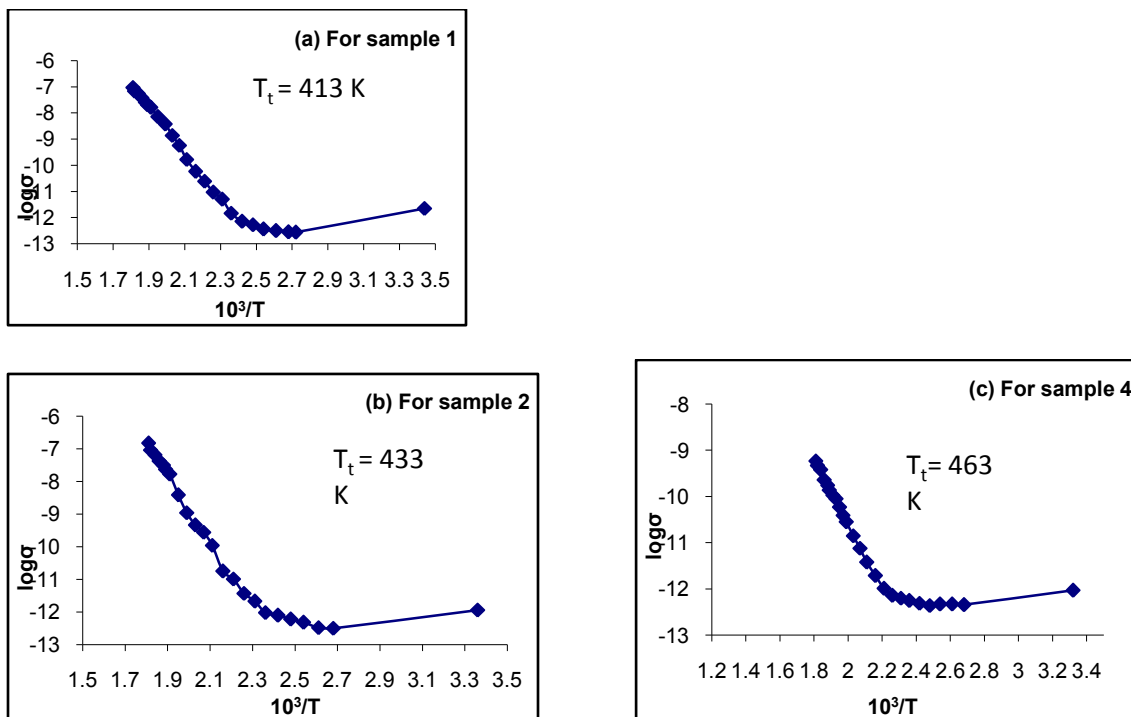 (a) For sample 1
T_t = 413 K
-6
-7
-8
-9
-10
-11
-12
-13
logσ
1.5 1.7 1.9 2.1 2.3 2.5 2.7 2.9 3.1 3.3 3.5
10³/T
(b) For sample 2
T_t = 433
K
-6
-7
-8
-9
-10
-11
-12
-13
logσ
1.5 1.7 1.9 2.1 2.3 2.5 2.7 2.9 3.1 3.3 3.5
10³/T
(c) For sample 4
T_t = 463
K
-8
-9
-10
-11
-12
-13
logσ
1.2 1.4 1.6 1.8 2 2.2 2.4 2.6 2.8 3 3.2 3.4
10³/T